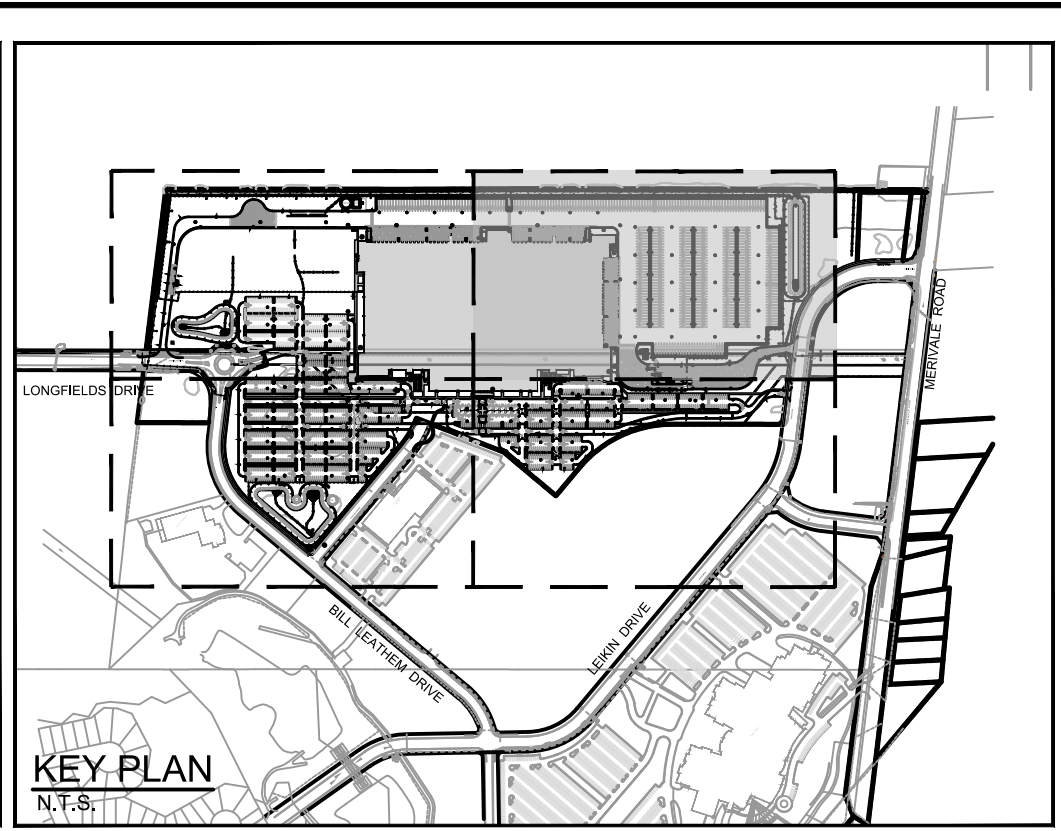 LONGFIELDS DRIVE
MERIVALE ROAD
BILL LEATHEM DRIVE
LEIKIN DRIVE
KEY PLAN
N.T.S.